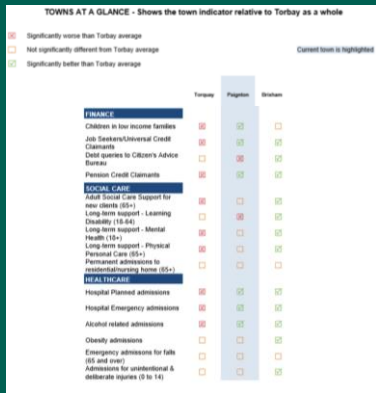 TOWNS AT A GLANCE - Shows the town indicator relative to Torbay as a whole
Significantly worse than Torbay average
Not significantly different from Torbay average
Current town is highlighted
Significantly better than Torbay average
Torquay Paignton Brixham
FINANCE
Children in low income families
Job Seekers/Universal Credit
Claimants
Debt queries to Citizen's Advice
Bureau
Pension Credit Claimants
SOCIAL CARE
Adult Social Care Support for
new clients (65+)
Long-term support - Learning
Disability (18-64)
Long-term support - Mental
Health (18+)
Long-term support - Physical
Personal Care (65+)
Permanent admissions to
residential/nursing home (65+)
HEALTHCARE
Hospital Planned admissions
Hospital Emergency admissions
Alcohol related admissions
Obesity admissions
Emergency admissons for falls
(65 and over)
Admissions for unintentional &
deliberate injuries (0 to 14)